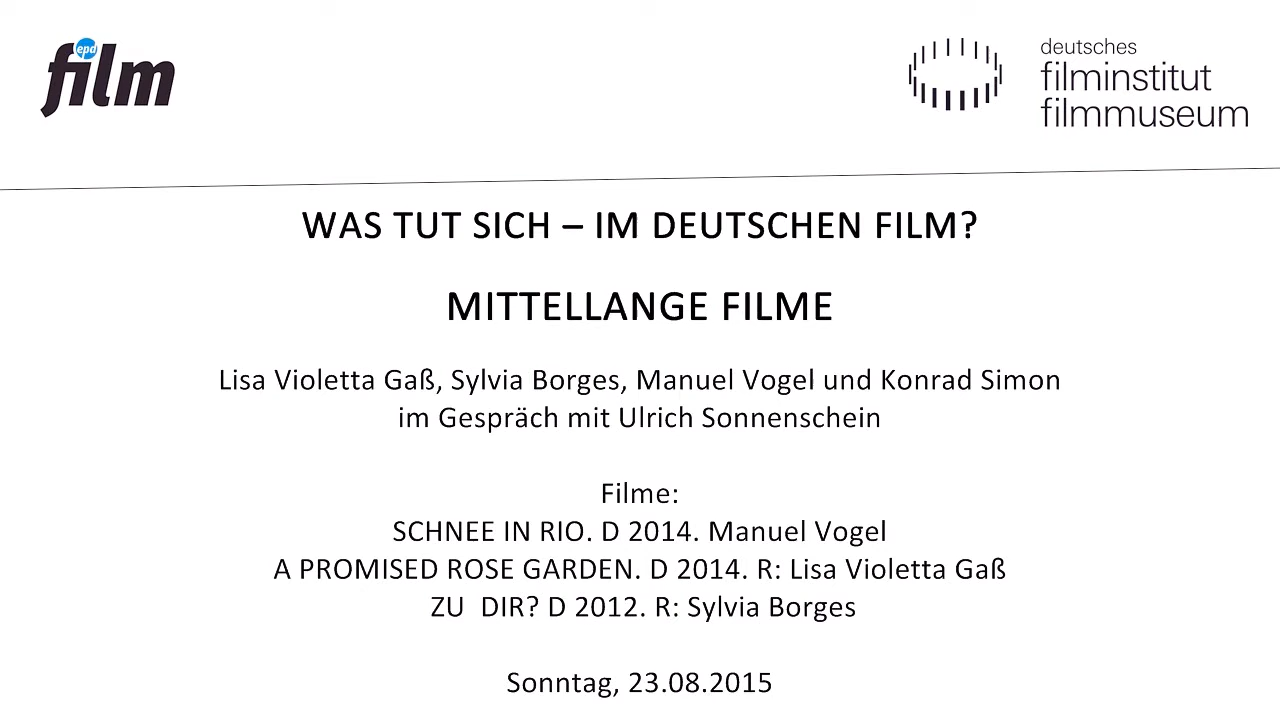 epd
film
deutsches
filminstitut
filmmuseum
WAS TUT SICH – IM DEUTSCHEN FILM?
MITTELLANGE FILME
Lisa Violetta Gaß, Sylvia Borges, Manuel Vogel und Konrad Simon
im Gespräch mit Ulrich Sonnenschein
Filme:
SCHNEE IN RIO. D 2014. Manuel Vogel
A PROMISED ROSE GARDEN. D 2014. R: Lisa Violetta Gaß
ZU  DIR? D 2012. R: Sylvia Borges
Sonntag, 23.08.2015